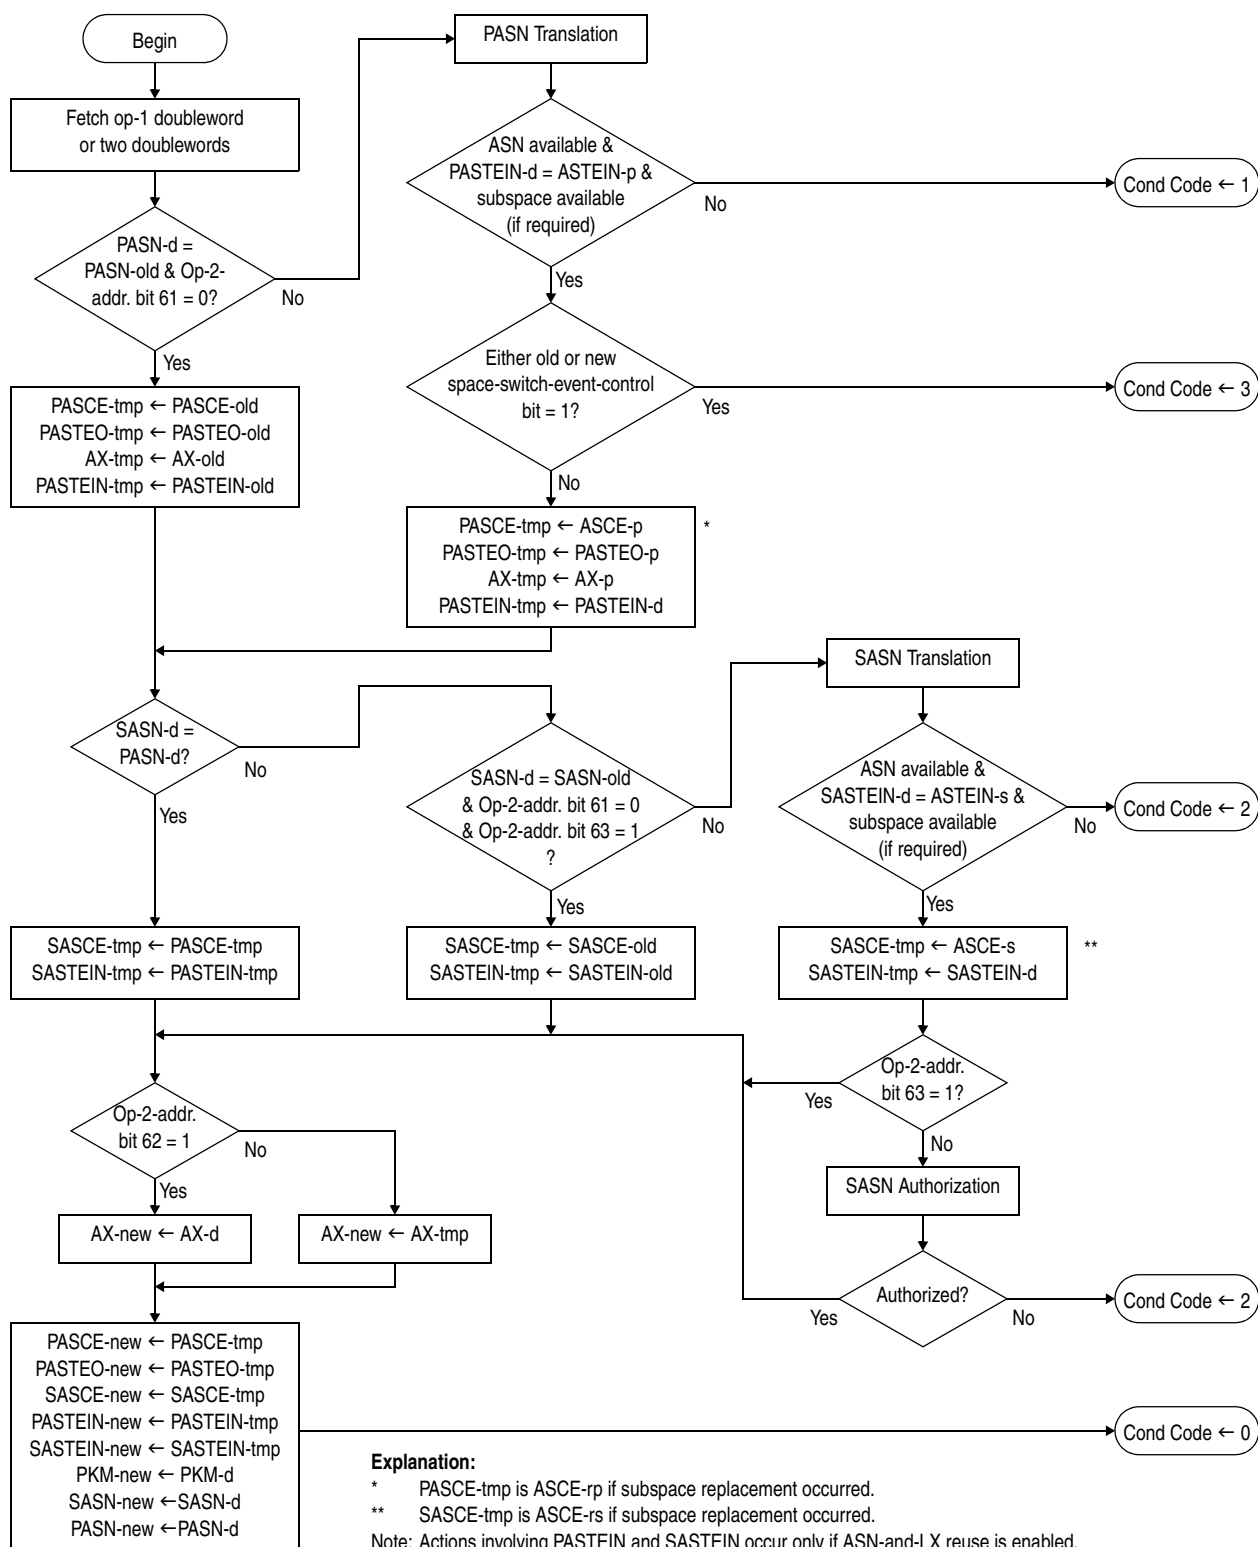 Begin
Fetch op-1 doubleword
or two doublewords
PASN-d =
PASN-old & Op-2-
addr. bit 61 = 0?
No
Yes
PASCE-tmp ← PASCE-old
PASTEO-tmp ← PASTEO-old
AX-tmp ← AX-old
PASTEIN-tmp ← PASTEIN-old
PASN Translation
ASN available &
PASTEIN-d = ASTEIN-p &
subspace available
(if required)
No
Cond Code ← 1
Yes
Either old or new
space-switch-event-control
bit = 1?
Yes
Cond Code ← 3
No
PASCE-tmp ← ASCE-p
PASTEO-tmp ← PASTEO-p
AX-tmp ← AX-p
PASTEIN-tmp ← PASTEIN-d
*
SASN-d =
PASN-d?
No
Yes
SASN-d = SASN-old
& Op-2-addr. bit 61 = 0
& Op-2-addr. bit 63 = 1
?
No
Yes
SASN Translation
ASN available &
SASTEIN-d = ASTEIN-s &
subspace available
(if required)
No
Cond Code ← 2
Yes
SASCE-tmp ← PASCE-tmp
SASTEIN-tmp ← PASTEIN-tmp
SASCE-tmp ← SASCE-old
SASTEIN-tmp ← SASTEIN-old
SASCE-tmp ← ASCE-s
SASTEIN-tmp ← SASTEIN-d
**
Op-2-addr.
bit 63 = 1?
Yes
No
SASN Authorization
Authorized?
Yes
No
Cond Code ← 2
Op-2-addr.
bit 62 = 1
No
Yes
AX-new ← AX-d
AX-new ← AX-tmp
PASCE-new ← PASCE-tmp
PASTEO-new ← PASTEO-tmp
SASCE-new ← SASCE-tmp
PASTEIN-new ← PASTEIN-tmp
SASTEIN-new ← SASTEIN-tmp
PKM-new ← PKM-d
SASN-new ←SASN-d
PASN-new ←PASN-d
Cond Code ← 0
Explanation:
* PASCE-tmp is ASCE-rp if subspace replacement occurred.
** SASCE-tmp is ASCE-rs if subspace replacement occurred.
Note: Actions involving PASTEIN and SASTEIN occur only if ASN-and-LX reuse is enabled.